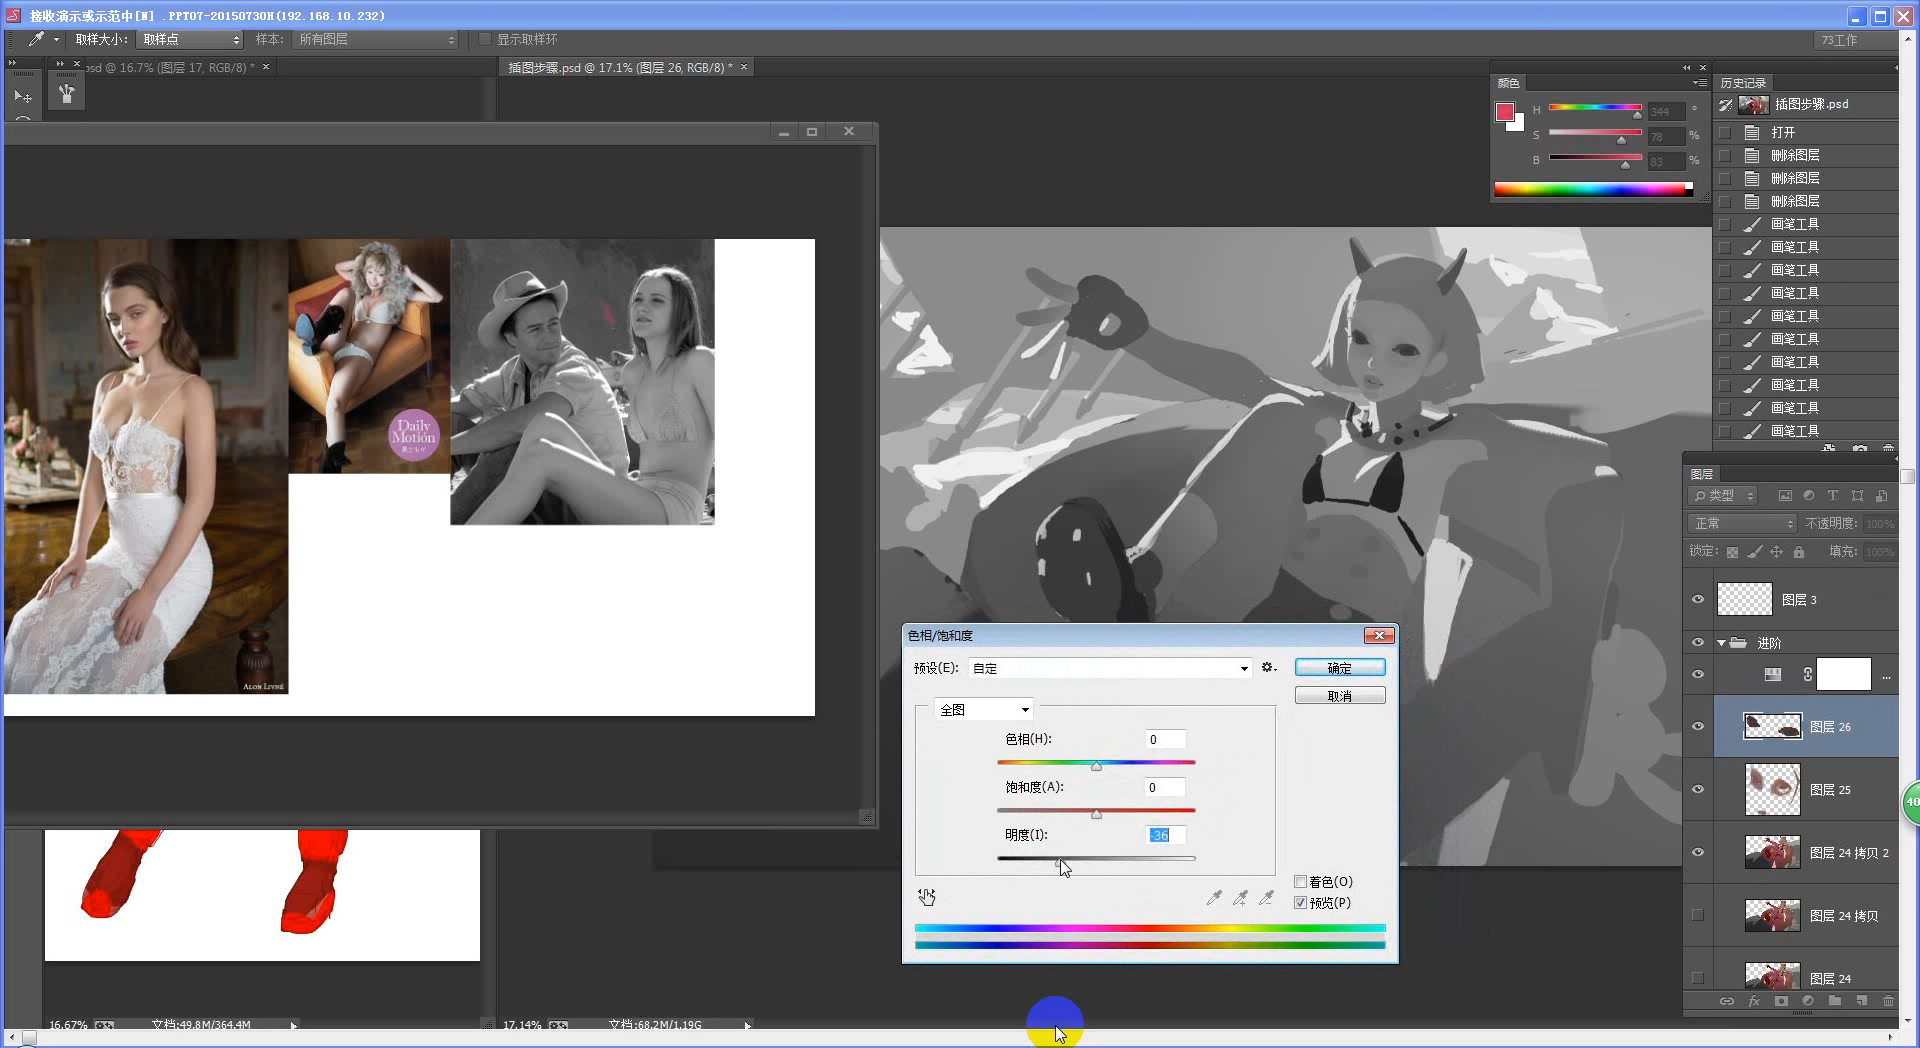 接收演示或示范中[N] .PPT07-20150730H(192.168.10.232)
取样大小: 取样点 样本: 所有图层 显示取样环 73工作
psd @ 16.7% (图层 17, RGB/8) * ×
插图步骤.psd @ 17.1% (图层 26, RGB/8) * ×
颜色
H 344 °
S 78 %
B 83 %
历史记录
插图步骤.psd
打开
删除图层
删除图层
删除图层
画笔工具
画笔工具
画笔工具
画笔工具
画笔工具
画笔工具
画笔工具
画笔工具
画笔工具
画笔工具
Daily
Motion
ALON LIVNÉ
图层
类型
正常 不透明度: 100%
锁定: 填充: 100%
图层 3
进阶
...
图层 26
图层 25
图层 24 拷贝 2
图层 24 拷贝
图层 24
色相/饱和度
预设(E): 自定
确定
取消
全图
色相(H): 0
饱和度(A): 0
明度(I): -36
着色(O)
预览(P)
40
16.67% 文档:49.8M/364.4M
17.14% 文档:68.2M/1.19G